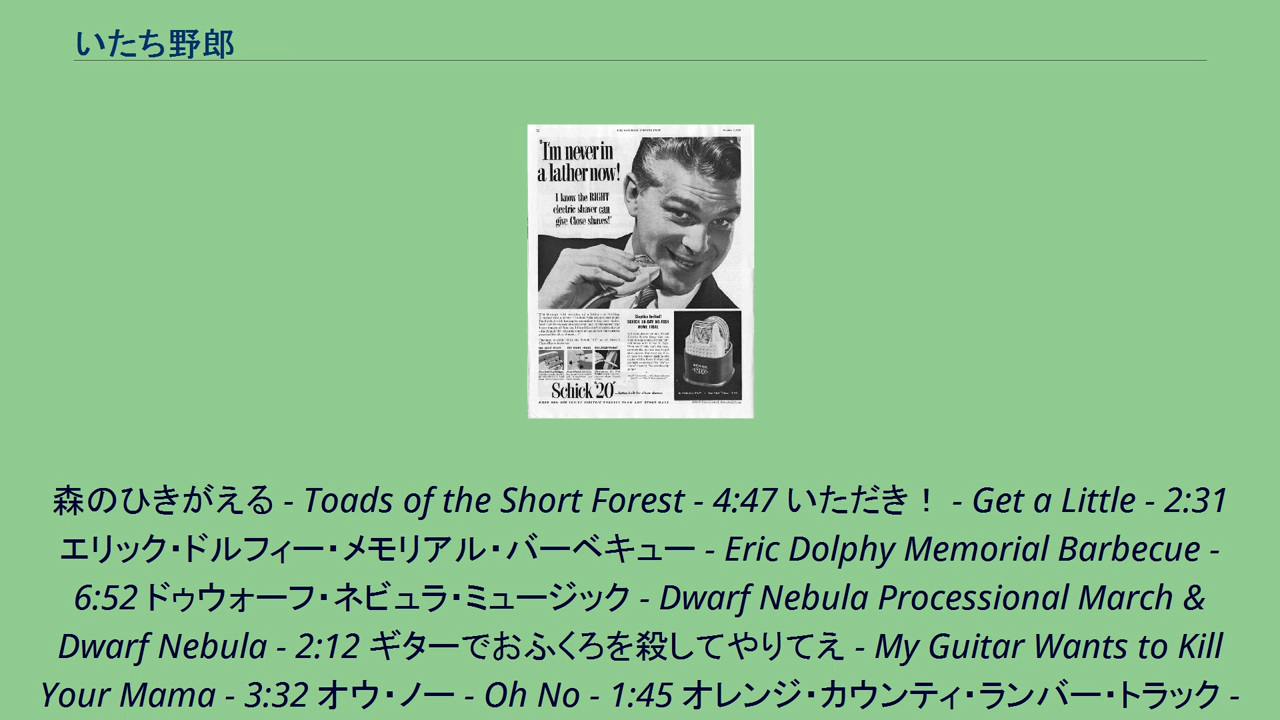 いたち野郎
"I'm never in
a lather now!
I know the RIGHT
electric shaver can
give Close shaves!"
Schick '20'
森のひきがえる - Toads of the Short Forest - 4:47 いただき！ - Get a Little - 2:31
エリック・ドルフィー・メモリアル・バーベキュー - Eric Dolphy Memorial Barbecue -
6:52 ドゥウォーフ・ネビュラ・ミュージック - Dwarf Nebula Processional March &
Dwarf Nebula - 2:12 ギターでおふくろを殺してやりてえ - My Guitar Wants to Kill
Your Mama - 3:32 オウ・ノー - Oh No - 1:45 オレンジ・カウンティ・ランバー・トラック -